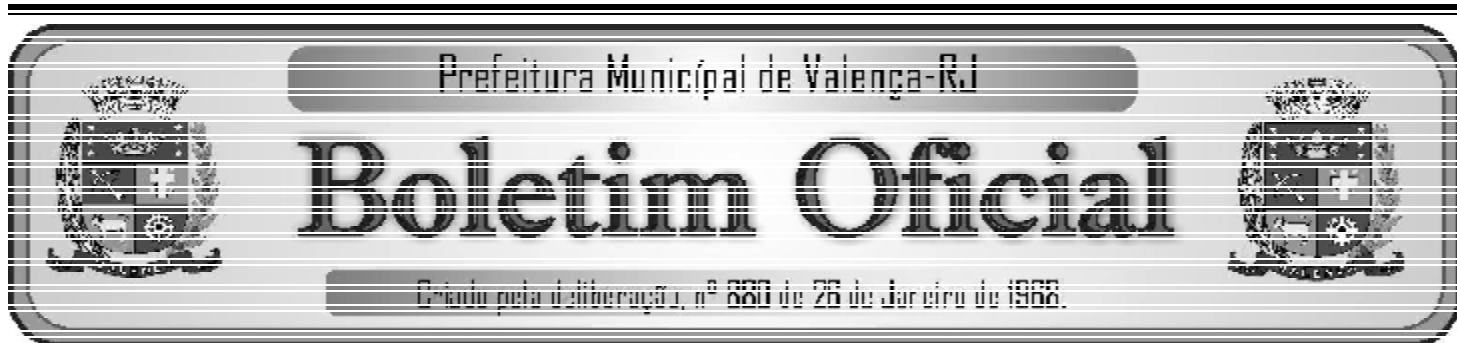 Prefeitura Municípal de Valença-RJ
Boletim Oficial
Criado pela deliberação, nº 880 de 26 de Janeiro de 1968.